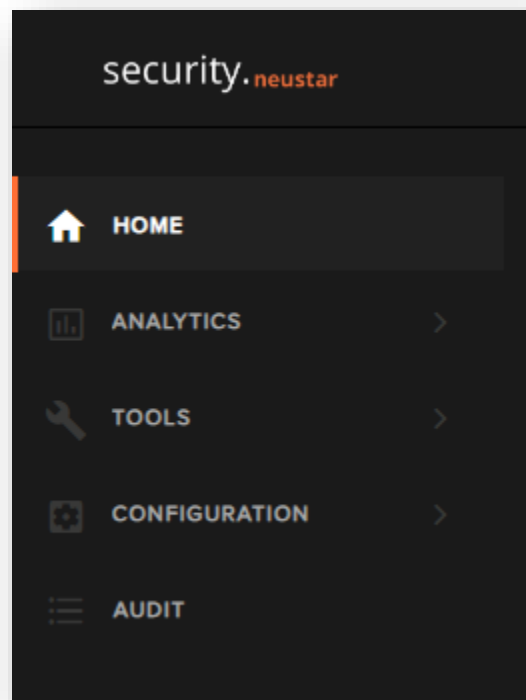 security.neustar
HOME
ANALYTICS
TOOLS
CONFIGURATION
AUDIT